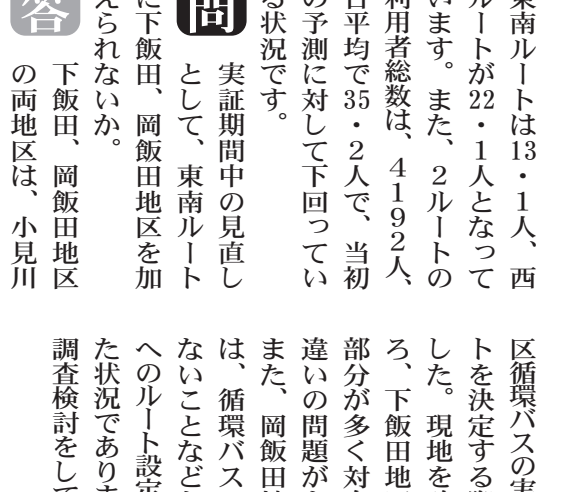 東南ルートは13・1人、西
ルートが22・1人となって
います。また、2ルートの
利用者総数は、4192人、
日平均で35・2人で、当初
の予測に対して下回ってい
る状況です。
問
実証期間中の見直し
として、東南ルート
に下飯田、岡飯田地区を加
えられないか。
答
下飯田、岡飯田地区
の両地区は、小見川
区循環バスの実
トを決定する際
した。現地を
ろ、下飯田地
部分が多く対
違いの問題が
また、岡飯田
は、循環バス
ないことなど
へのルート設定
た状況でありま
調査検討をして